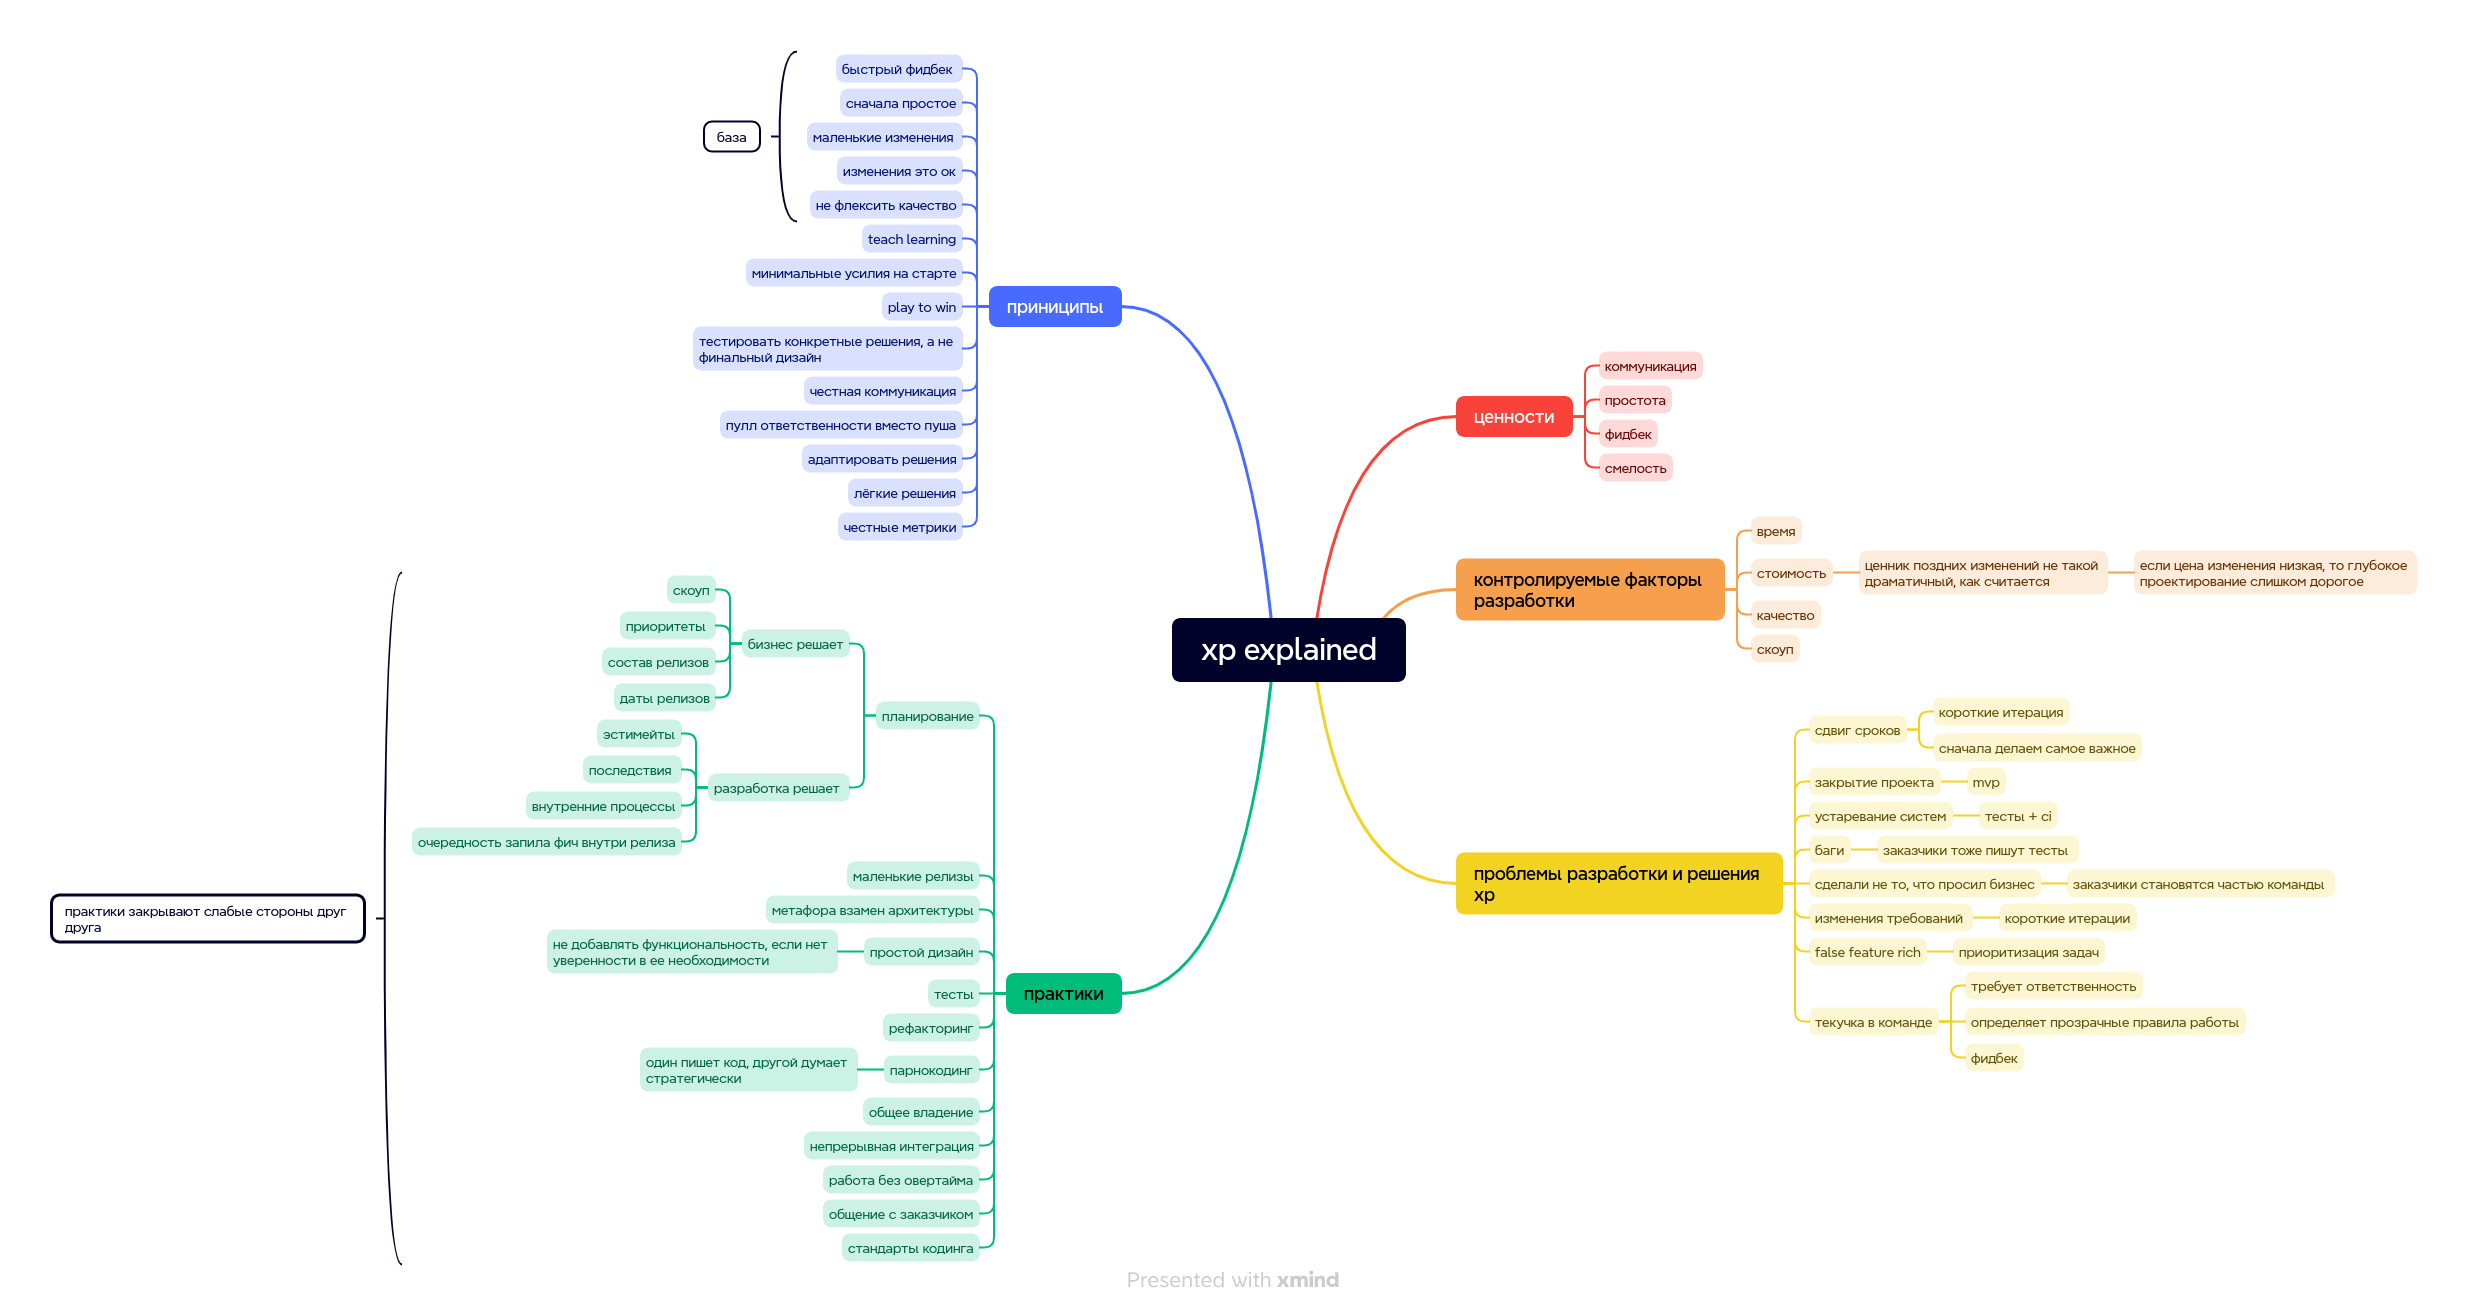 xp explained
ценности
коммуникация
простота
фидбек
смелость
контролируемые факторы
разработки
время
стоимость
ценник поздних изменений не такой
драматичный, как считается
если цена изменения низкая, то глубокое
проектирование слишком дорогое
качество
скоуп
проблемы разработки и решения
xp
сдвиг сроков
короткие итерация
сначала делаем самое важное
закрытие проекта
mvp
устаревание систем
тесты + ci
баги
заказчики тоже пишут тесты
сделали не то, что просил бизнес
заказчики становятся частью команды
изменения требований
короткие итерации
false feature rich
приоритизация задач
текучка в команде
требует ответственность
определяет прозрачные правила работы
фидбек
приниципы
быстрый фидбек
сначала простое
маленькие изменения
изменения это ок
не флексить качество
база
teach learning
минимальные усилия на старте
play to win
тестировать конкретные решения, а не
финальный дизайн
честная коммуникация
пулл ответственности вместо пуша
адаптировать решения
лёгкие решения
честные метрики
практики
планирование
бизнес решает
скоуп
приоритеты
состав релизов
даты релизов
разработка решает
эстимейты
последствия
внутренние процессы
очередность запила фич внутри релиза
маленькие релизы
метафора взамен архитектуры
простой дизайн
не добавлять функциональность, если нет
уверенности в ее необходимости
тесты
рефакторинг
парнокодинг
один пишет код, другой думает
стратегически
общее владение
непрерывная интеграция
работа без овертайма
общение с заказчиком
стандарты кодинга
практики закрывают слабые стороны друг
друга
Presented with xmind